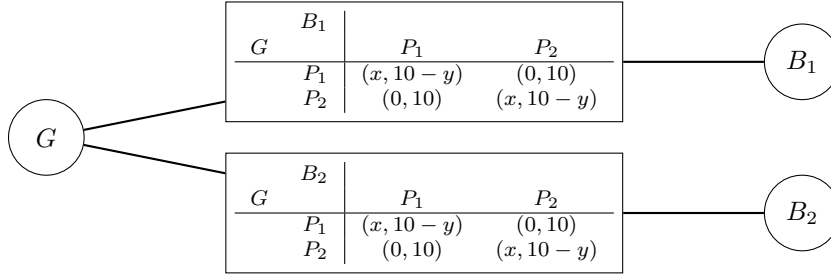 B₁
G P₁ P₂
P₁ (x, 10 − y) (0, 10)
P₂ (0, 10) (x, 10 − y)
B₁
G
B₂
G P₁ P₂
P₁ (x, 10 − y) (0, 10)
P₂ (0, 10) (x, 10 − y)
B₂